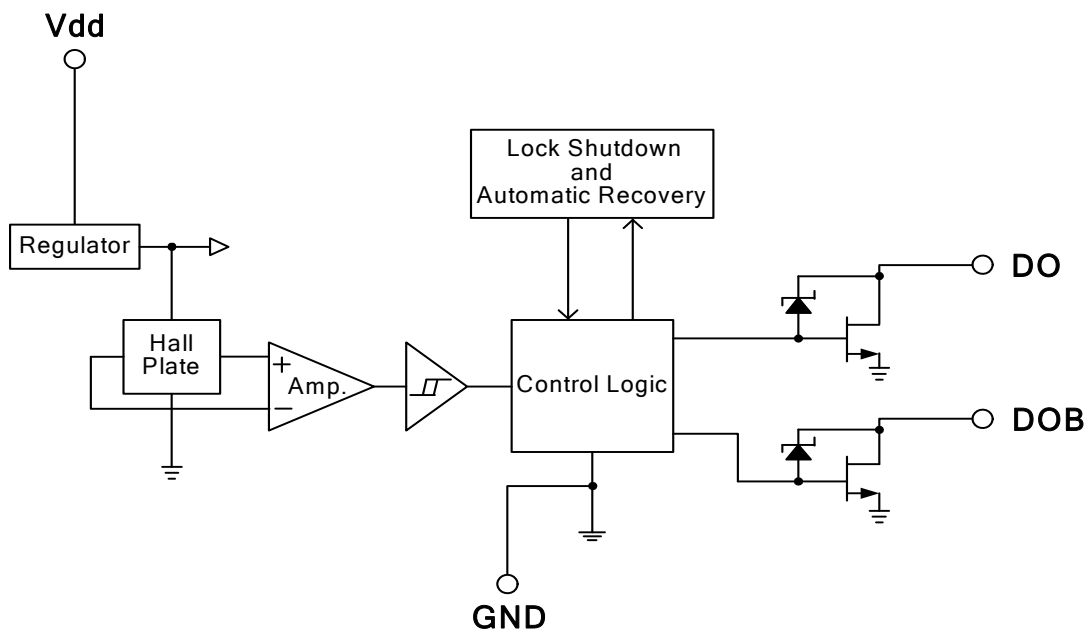 Vdd
Lock Shutdown
and
Automatic Recovery
Regulator
DO
Hall
Plate
+
Amp.
−
Control Logic
DOB
GND